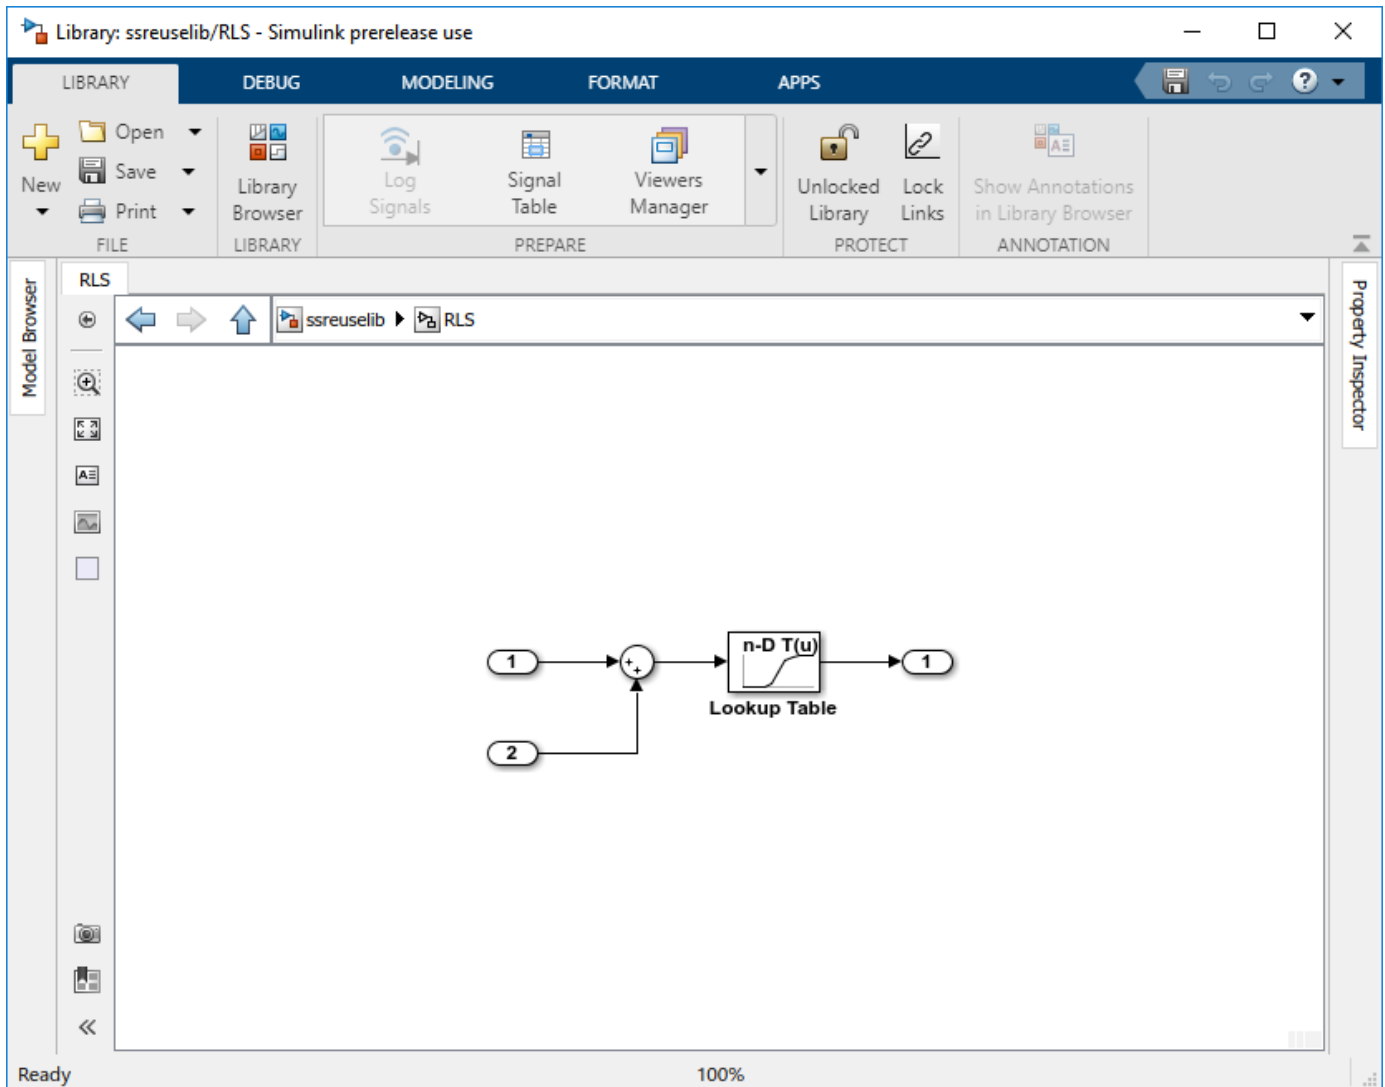 Library: ssreuselib/RLS - Simulink prerelease use
LIBRARY
DEBUG
MODELING
FORMAT
APPS
?
New
Open
Save
Print
FILE
Library
Browser
LIBRARY
Log
Signals
Signal
Table
Viewers
Manager
PREPARE
Unlocked
Library
Lock
Links
PROTECT
Show Annotations
in Library Browser
ANNOTATION
Model Browser
RLS
ssreuselib
RLS
Property Inspector
1
n-D T(u)
1
Lookup Table
2
Ready
100%